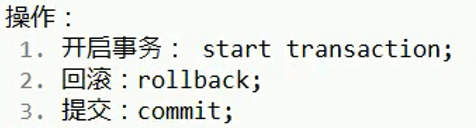 操作：
1. 开启事务： start transaction;
2. 回滚：rollback;
3. 提交：commit;